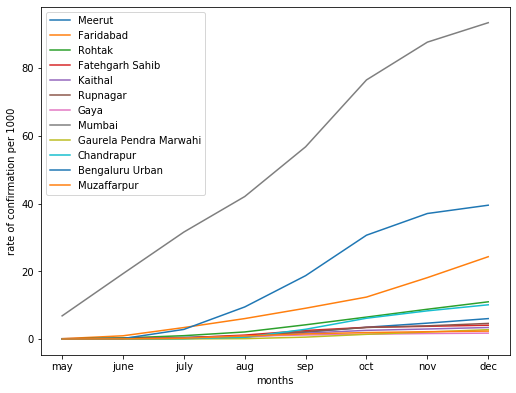 Meerut
Faridabad
Rohtak
Fatehgarh Sahib
Kaithal
Rupnagar
Gaya
Mumbai
Gaurela Pendra Marwahi
Chandrapur
Bengaluru Urban
Muzaffarpur
rate of confirmation per 1000
80
60
40
20
0
may june july aug sep oct nov dec
months